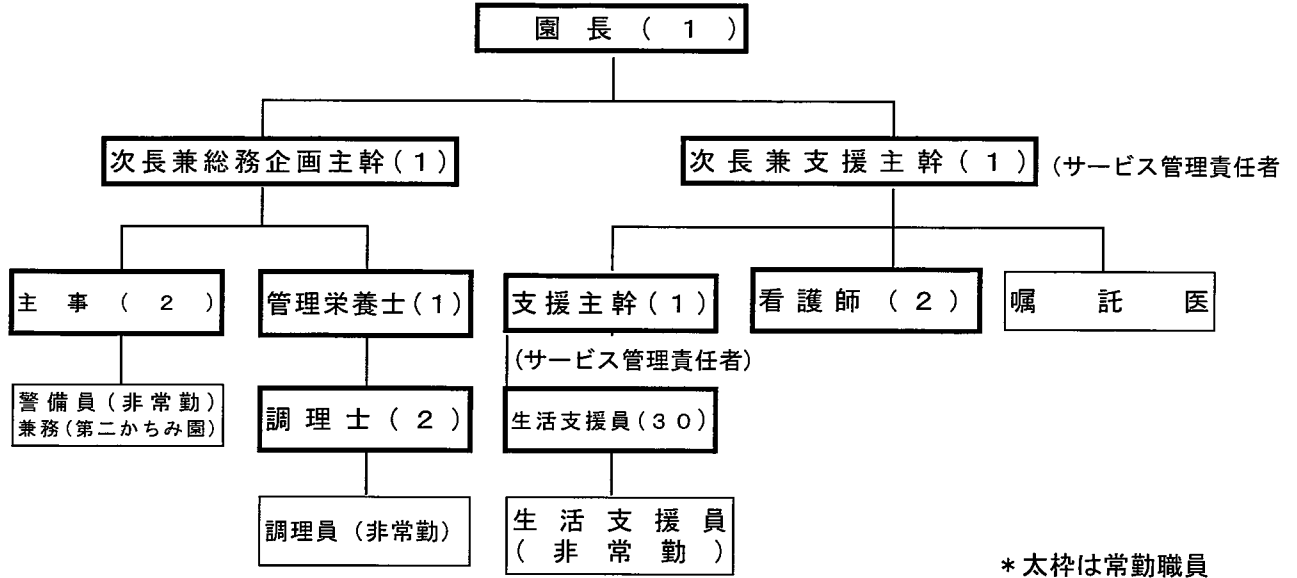 園長(1)
次長兼総務企画主幹(1)
次長兼支援主幹(1)
(サービス管理責任者
主事(2)
管理栄養士(1)
支援主幹(1)
看護師(2)
嘱託医
(サービス管理責任者)
警備員(非常勤)
兼務(第二かちみ園)
調理士(2)
生活支援員(30)
調理員(非常勤)
生活支援員
(非常勤)
*太枠は常勤職員